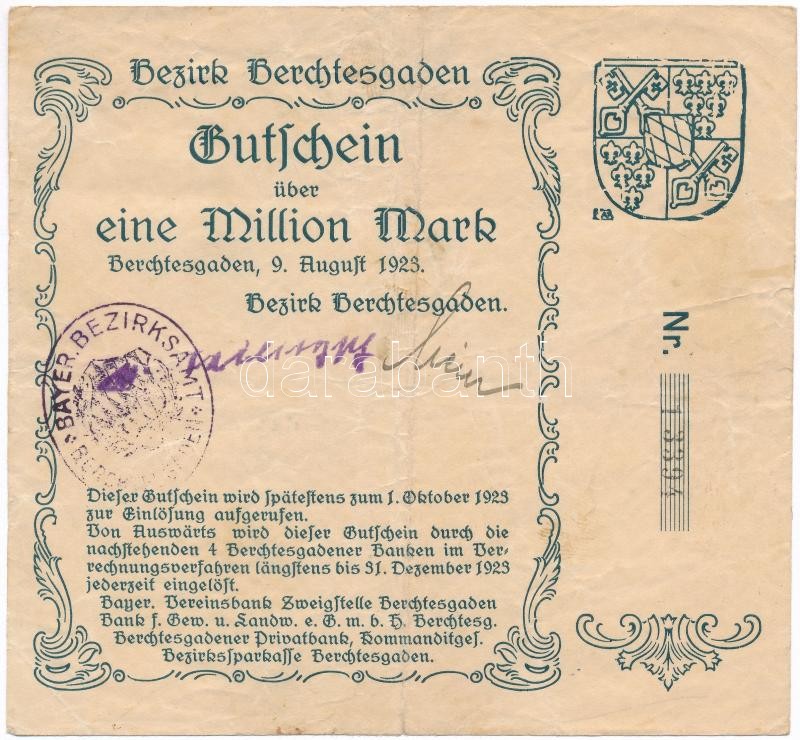 Bezirk Berchtesgaden
Gutschein
über
eine Million Mark
Berchtesgaden, 9. August 1923.
Bezirk Berchtesgaden.
BAYER. BEZIRKSAMT
darabanth
Dieser Gutschein wird spätestens zum 1. Oktober 1923
zur Einlösung aufgerufen.
Von Auswärts wird dieser Gutschein durch die
nachstehenden 4 Berchtesgadener Banken im Ver-
rechnungsverfahren längstens bis 31. Dezember 1923
jederzeit eingelöst.
Bayer. Vereinsbank Zweigstelle Berchtesgaden
Bank f. Gew. u. Landw. e. G. m. b. H. Berchtesg.
Berchtesgadener Privatbank, Kommanditges.
Bezirkssparkasse Berchtesgaden.
Nr. 13394